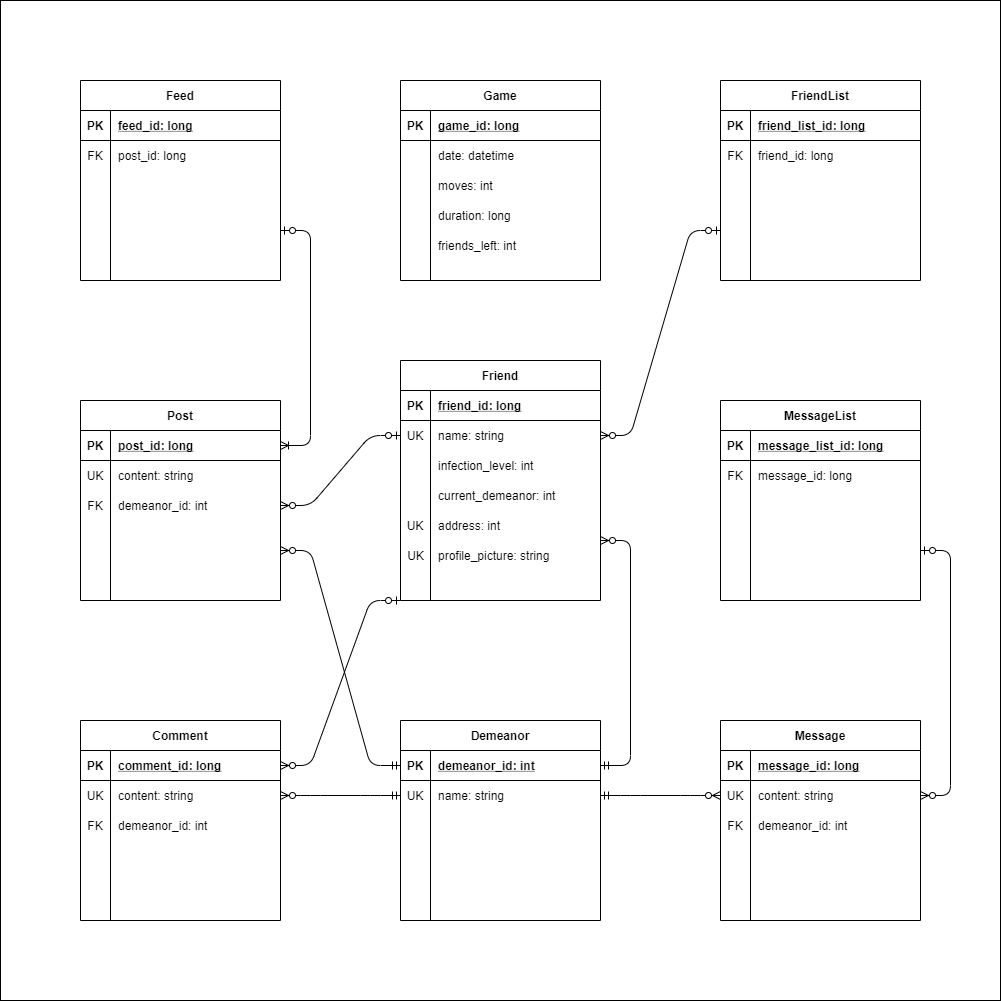 Feed
PK feed_id: long
FK post_id: long
Game
PK game_id: long
date: datetime
moves: int
duration: long
friends_left: int
FriendList
PK friend_list_id: long
FK friend_id: long
Post
PK post_id: long
UK content: string
FK demeanor_id: int
Friend
PK friend_id: long
UK name: string
infection_level: int
current_demeanor: int
UK address: int
UK profile_picture: string
MessageList
PK message_list_id: long
FK message_id: long
Comment
PK comment_id: long
UK content: string
FK demeanor_id: int
Demeanor
PK demeanor_id: int
UK name: string
Message
PK message_id: long
UK content: string
FK demeanor_id: int